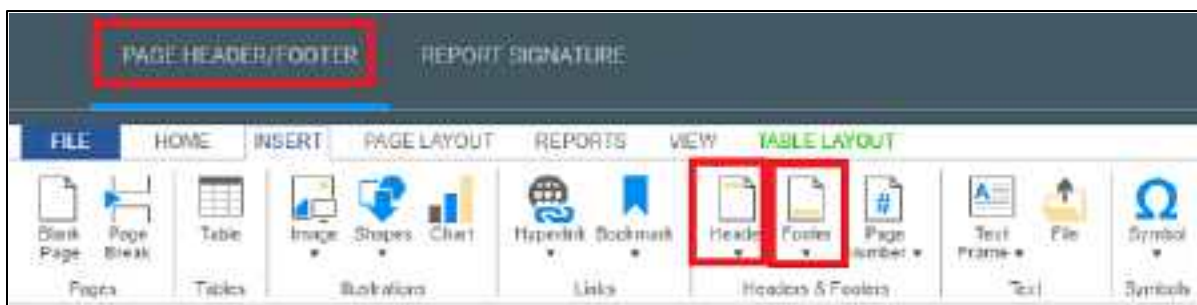 PAGE HEADER/FOOTER REPORT SIGNATURE
FILE HOME INSERT PAGE LAYOUT REPORTS VIEW TABLE LAYOUT
Blank Page Table Image Shapes Chart Hyperlink Bookmark Header Footer Page Text File Symbol
Page Break Number Frame
Pages Tables Illustrations Links Headers & Footers Text Symbols